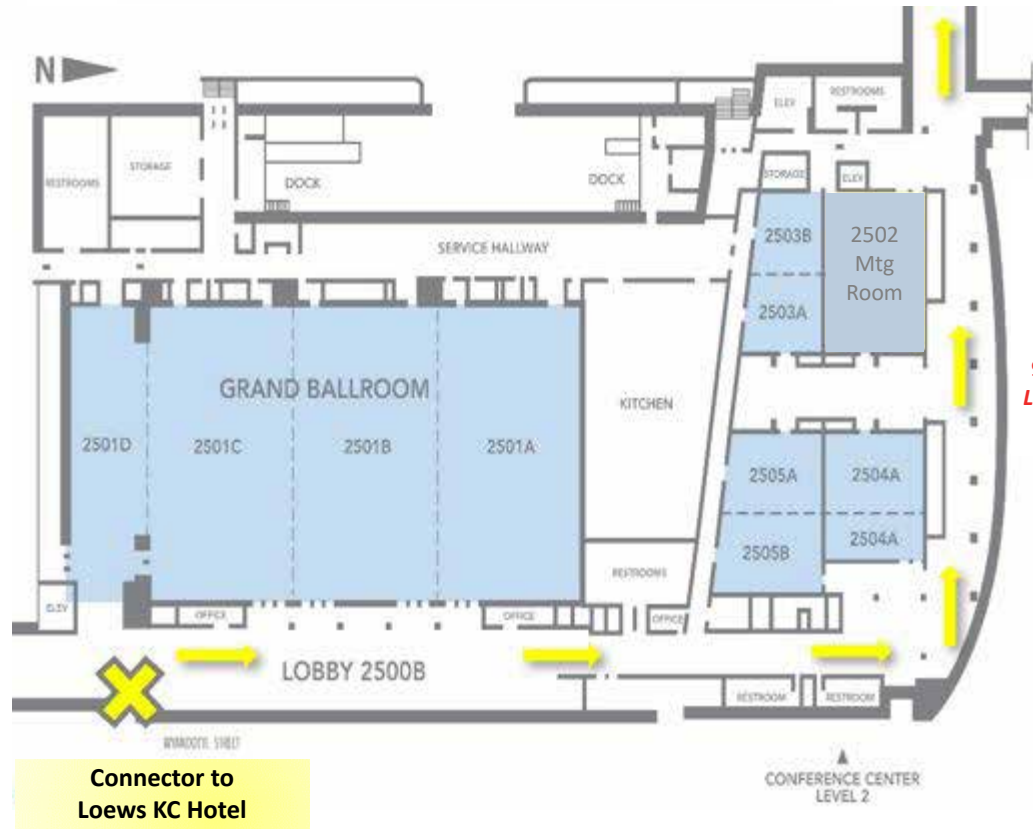 N
ELEV
RESTROOMS
RESTROOMS
STORAGE
DOCK
DOCK
STORAGE
ELEV
SERVICE HALLWAY
2503B
2502
Mtg
Room
2503A
GRAND BALLROOM
KITCHEN
2501D
2501C
2501B
2501A
2505A
2504A
2505B
2504A
RESTROOMS
ELEV
OFFICE
OFFICE
OFFICE
LOBBY 2500B
RESTROOM
RESTROOM
WYANDOTTE STREET
Connector to
Loews KC Hotel
CONFERENCE CENTER
LEVEL 2
L